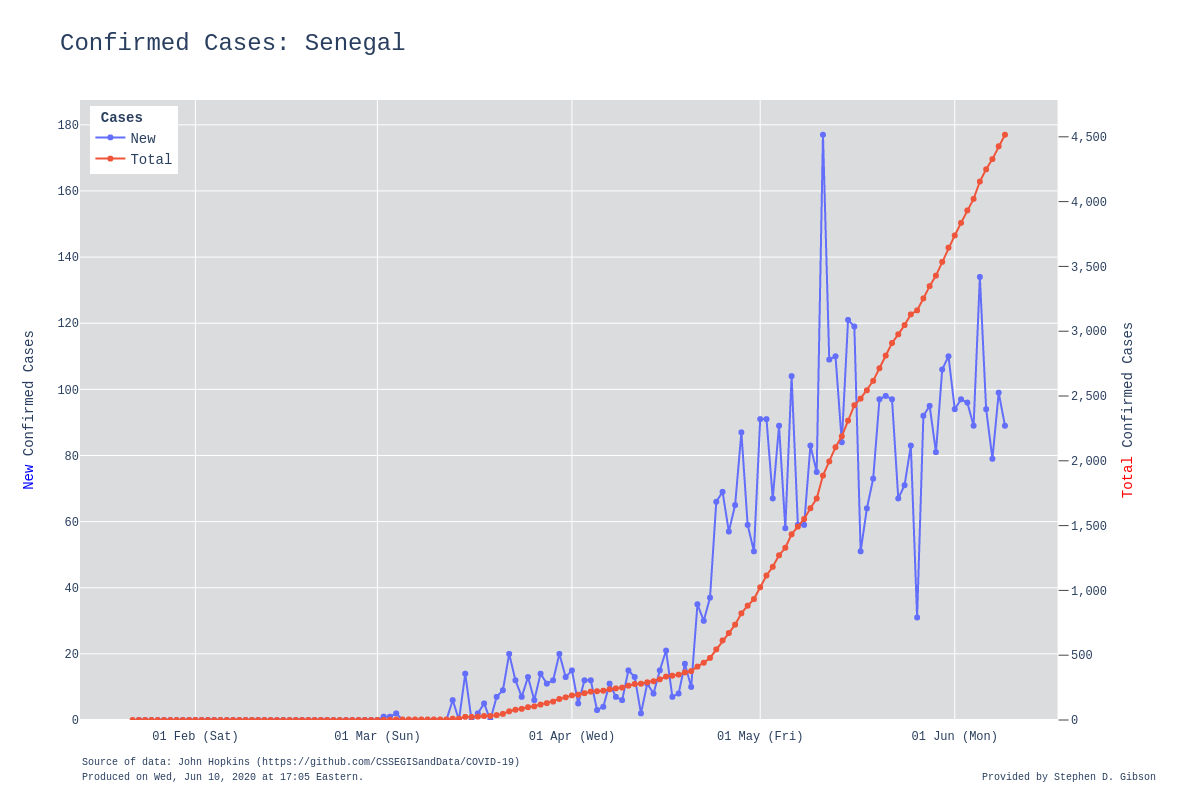 Confirmed Cases: Senegal
Cases
New
Total
180
160
140
120
100
80
60
40
20
0
New Confirmed Cases
4,500
4,000
3,500
3,000
2,500
2,000
1,500
1,000
500
0
Total Confirmed Cases
01 Feb (Sat)
01 Mar (Sun)
01 Apr (Wed)
01 May (Fri)
01 Jun (Mon)
Source of data: John Hopkins (https://github.com/CSSEGISandData/COVID-19)
Produced on Wed, Jun 10, 2020 at 17:05 Eastern.
Provided by Stephen D. Gibson